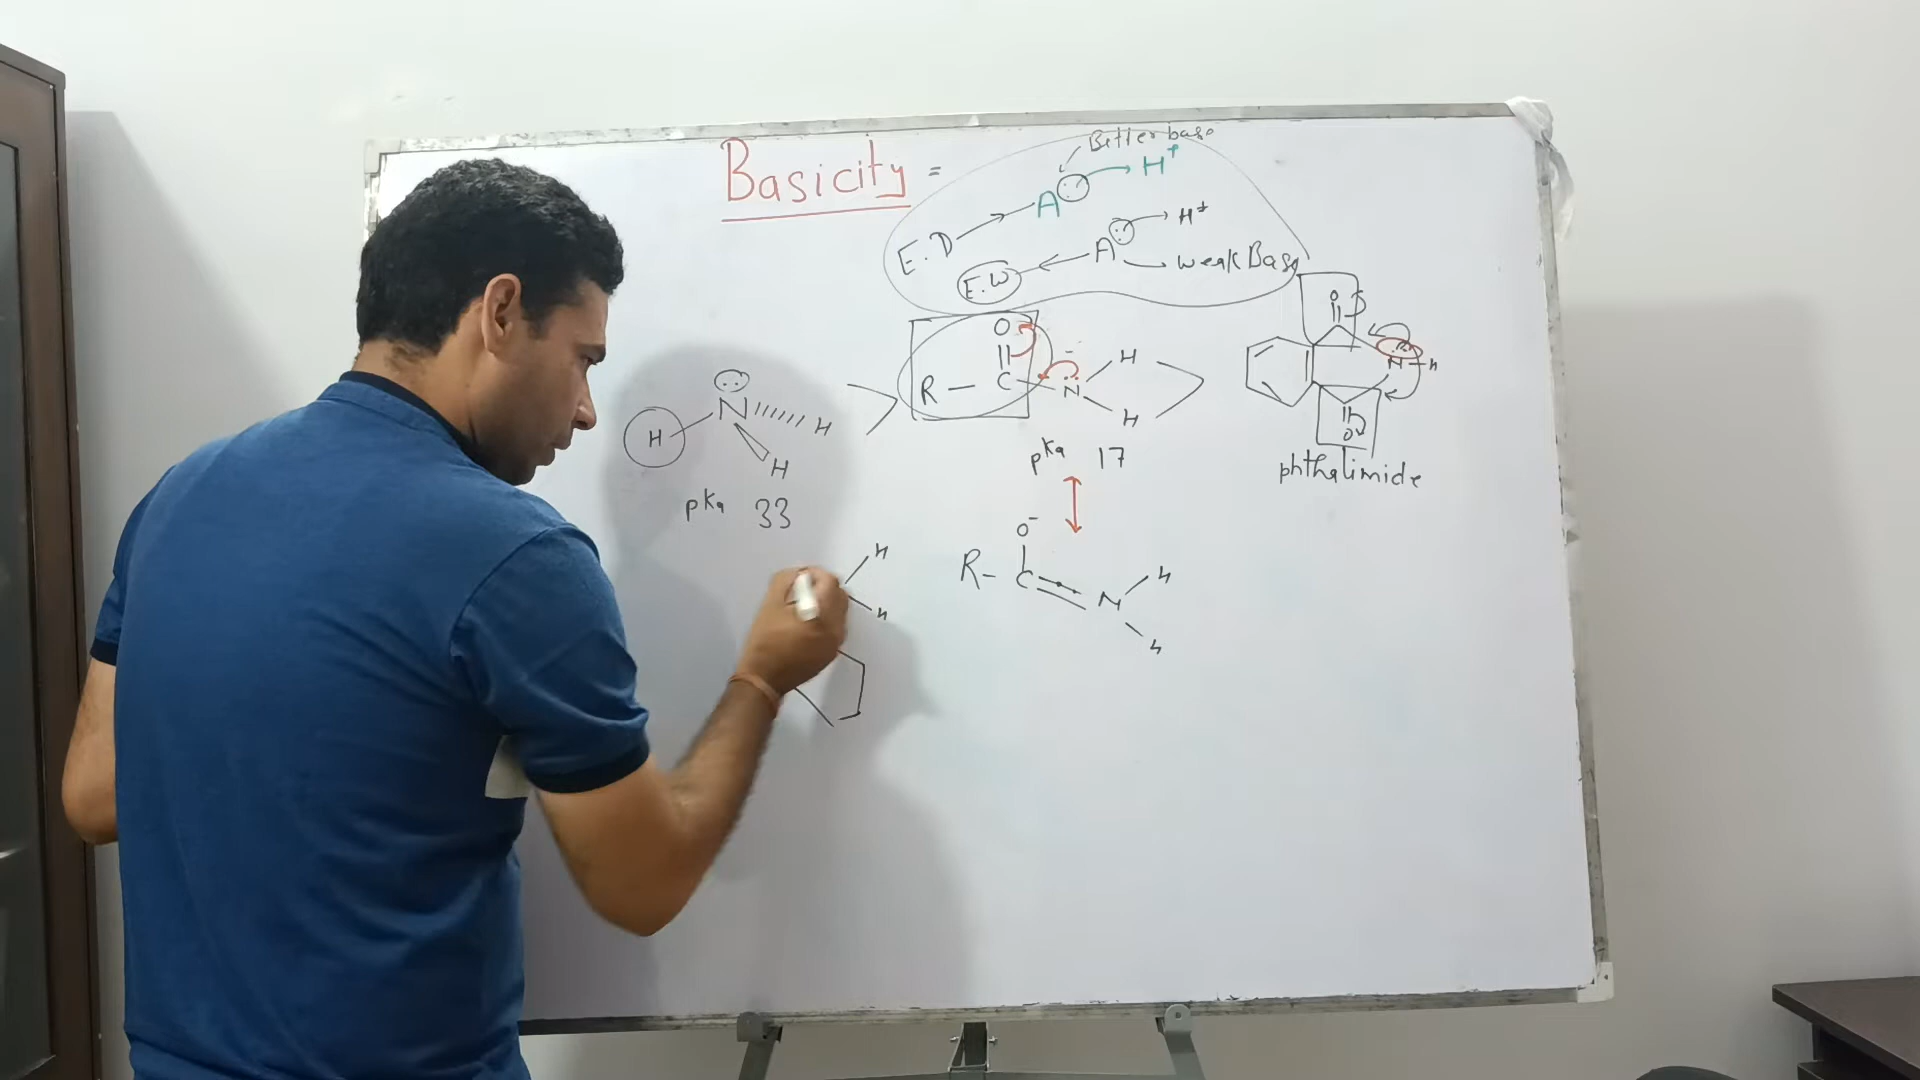 Basicity =
Better base
A : → H+
E.D → A
E.W ← A : → H+
→ weak Base
H – N̈ H H
pKa 33
>
O
||
R – C – N̈ H H
pKa 17
>
O
||
N – H
||
O
phthalimide
H
H
O-
R – C = N H H